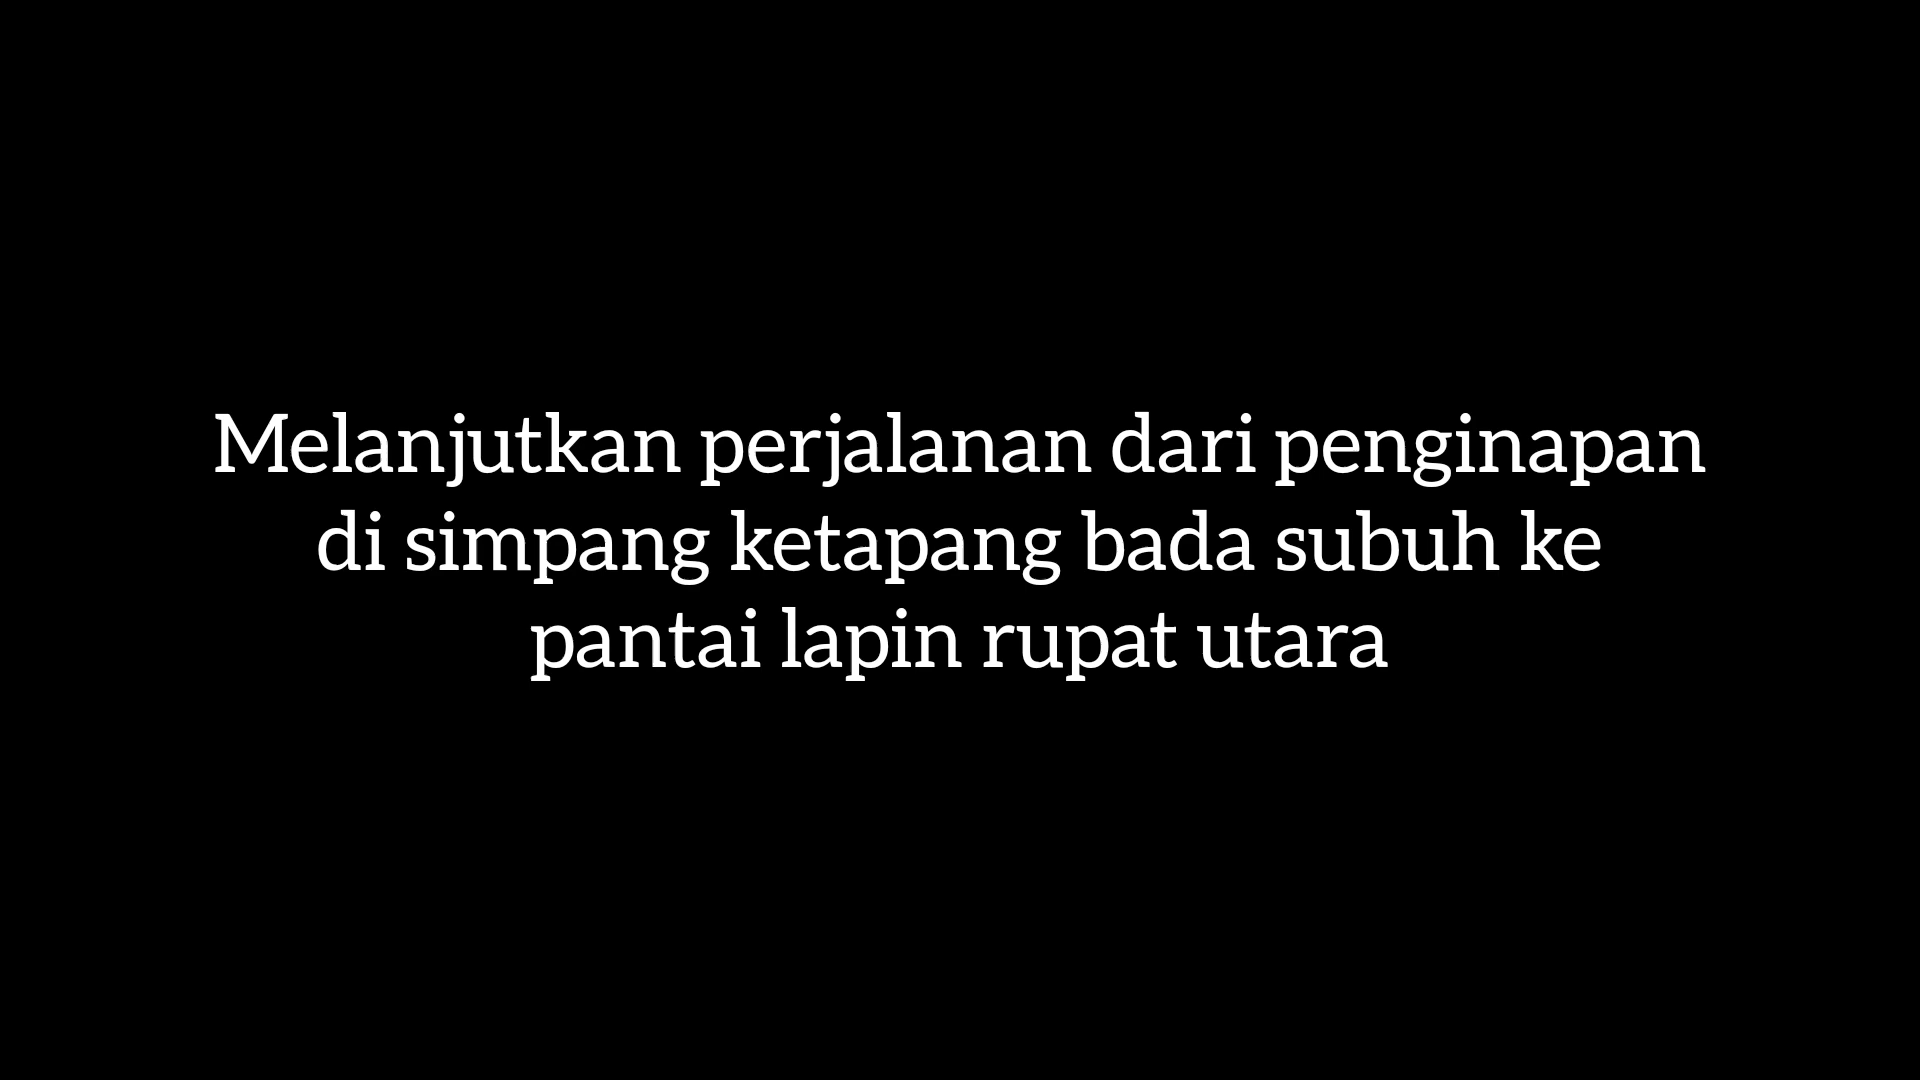 Melanjutkan perjalanan dari penginapan
di simpang ketapang bada subuh ke
pantai lapin rupat utara